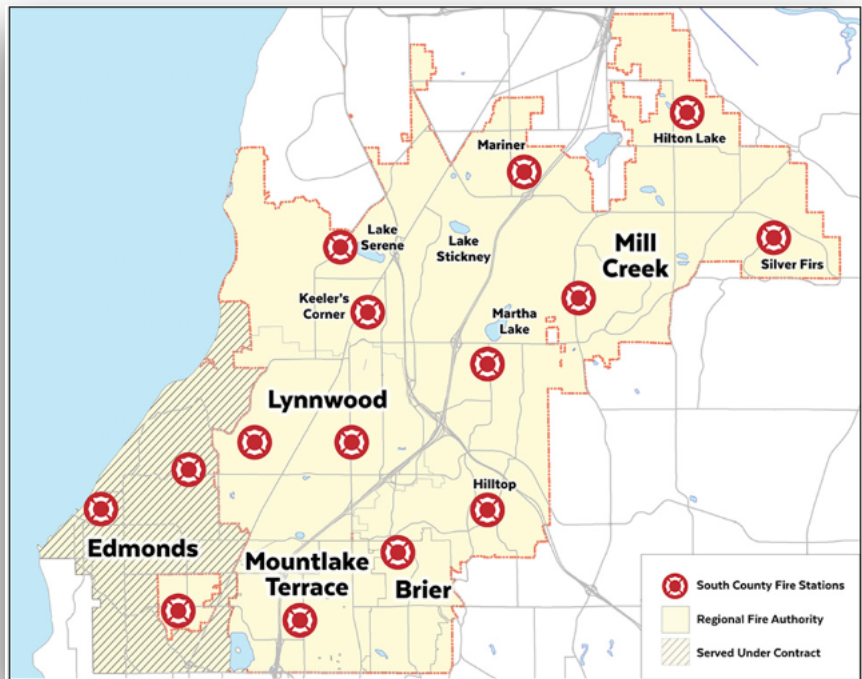 Hilton Lake
Mariner
Lake
Serene
Lake
Stickney
Mill
Creek
Silver Firs
Keeler's
Corner
Martha
Lake
Lynnwood
Hilltop
Edmonds
Mountlake
Terrace
Brier
South County Fire Stations
Regional Fire Authority
Served Under Contract